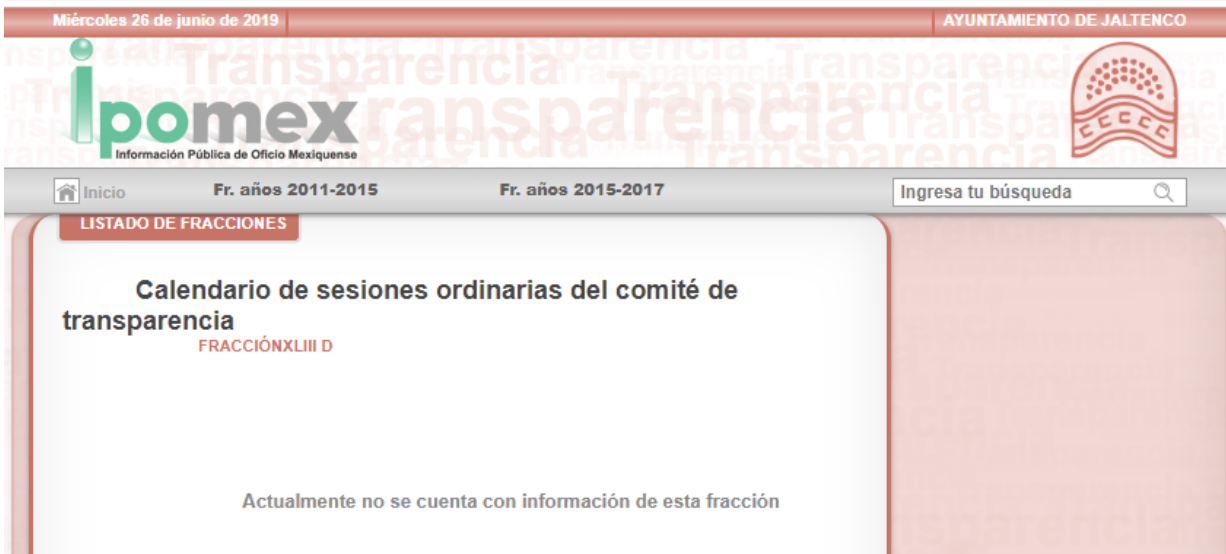 Miércoles 26 de junio de 2019
AYUNTAMIENTO DE JALTENCO
ipomex
Información Pública de Oficio Mexiquense
Inicio
Fr. años 2011-2015
Fr. años 2015-2017
Ingresa tu búsqueda
LISTADO DE FRACCIONES
Calendario de sesiones ordinarias del comité de
transparencia
FRACCIÓNXLIII D
Actualmente no se cuenta con información de esta fracción